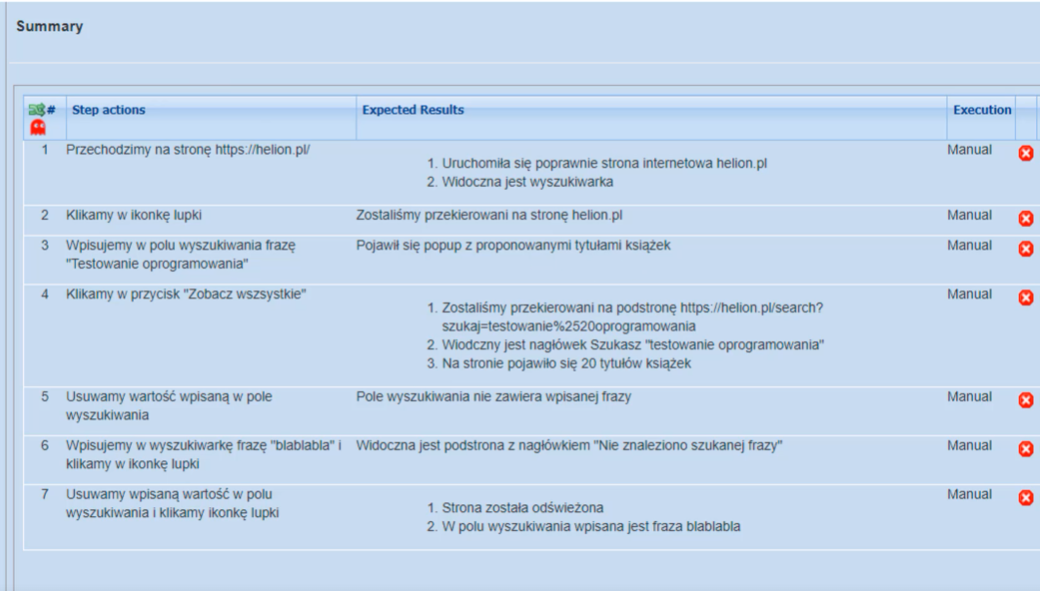 Summary
# Step actions Expected Results Execution
1 Przechodzimy na stronę https://helion.pl/ Manual
1. Uruchomiła się poprawnie strona internetowa helion.pl
2. Widoczna jest wyszukiwarka
2 Klikamy w ikonkę lupki Zostaliśmy przekierowani na stronę helion.pl Manual
3 Wpisujemy w polu wyszukiwania frazę Pojawił się popup z proponowanymi tytułami książek Manual
"Testowanie oprogramowania"
4 Klikamy w przycisk "Zobacz wszsystkie" Manual
1. Zostaliśmy przekierowani na podstronę https://helion.pl/search?
szukaj=testowanie%2520oprogramowania
2. Wiodczny jest nagłówek Szukasz "testowanie oprogramowania"
3. Na stronie pojawiło się 20 tytułów książek
5 Usuwamy wartość wpisaną w pole Pole wyszukiwania nie zawiera wpisanej frazy Manual
wyszukiwania
6 Wpisujemy w wyszukiwarkę frazę "blablabla" i Widoczna jest podstrona z nagłówkiem "Nie znaleziono szukanej frazy" Manual
klikamy w ikonkę lupki
7 Usuwamy wpisaną wartość w polu Manual
wyszukiwania i klikamy ikonkę lupki
1. Strona została odświeżona
2. W polu wyszukiwania wpisana jest fraza blablabla